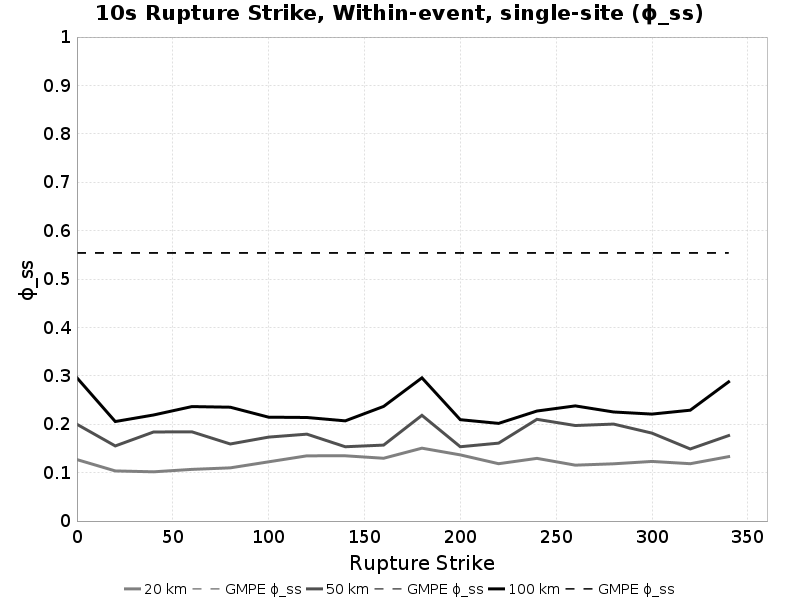 10s Rupture Strike, Within-event, single-site (ϕ_ss)
1
0.9
0.8
0.7
0.6
0.5
0.4
0.3
0.2
0.1
0
ϕ_ss
0 50 100 150 200 250 300 350
Rupture Strike
20 km GMPE ϕ_ss 50 km GMPE ϕ_ss 100 km GMPE ϕ_ss